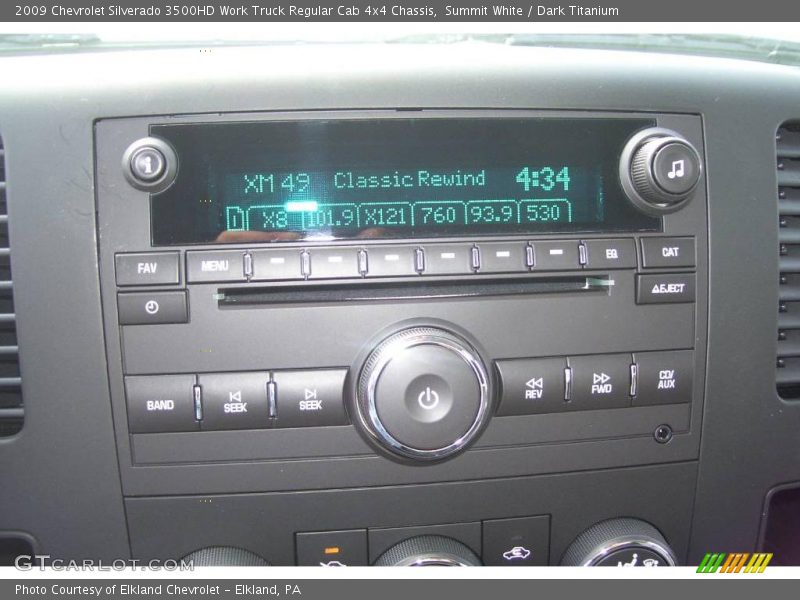 2009 Chevrolet Silverado 3500HD Work Truck Regular Cab 4x4 Chassis, Summit White / Dark Titanium
XM 49 Classic Rewind 4:34
1 X8 101.9 X121 760 93.9 530
FAV MENU EQ CAT
EJECT
BAND SEEK SEEK REV FWD CD/AUX
GTCARLOT.COM
Photo Courtesy of Elkland Chevrolet - Elkland, PA